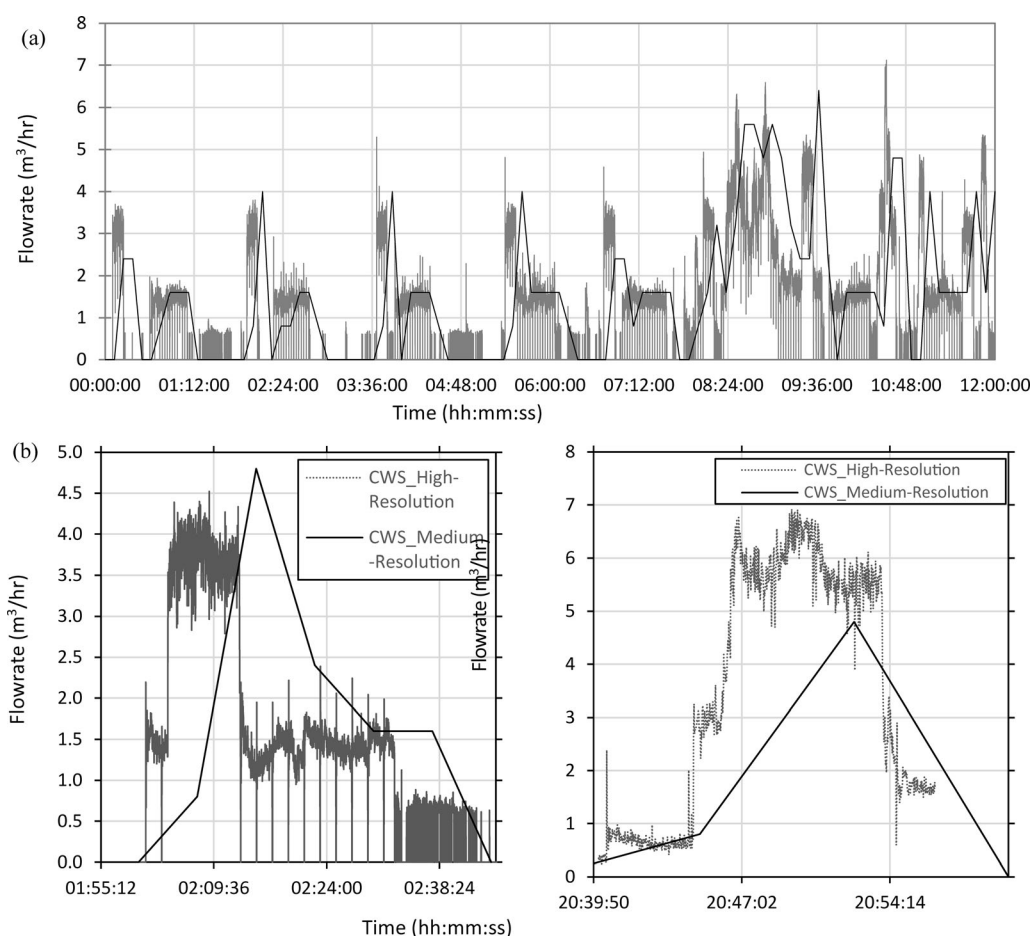 (a)
8
7
6
5
4
3
2
1
0
Flowrate (m³/hr)
00:00:00 01:12:00 02:24:00 03:36:00 04:48:00 06:00:00 07:12:00 08:24:00 09:36:00 10:48:00 12:00:00
Time (hh:mm:ss)
(b)
5.0
4.5
4.0
3.5
3.0
2.5
2.0
1.5
1.0
0.5
0.0
Flowrate (m³/hr)
CWS_High-
Resolution
CWS_Medium
-Resolution
01:55:12 02:09:36 02:24:00 02:38:24
Time (hh:mm:ss)
8
7
6
5
4
3
2
1
0
Flowrate (m³/hr)
CWS_High-Resolution
CWS_Medium-Resolution
20:39:50 20:47:02 20:54:14